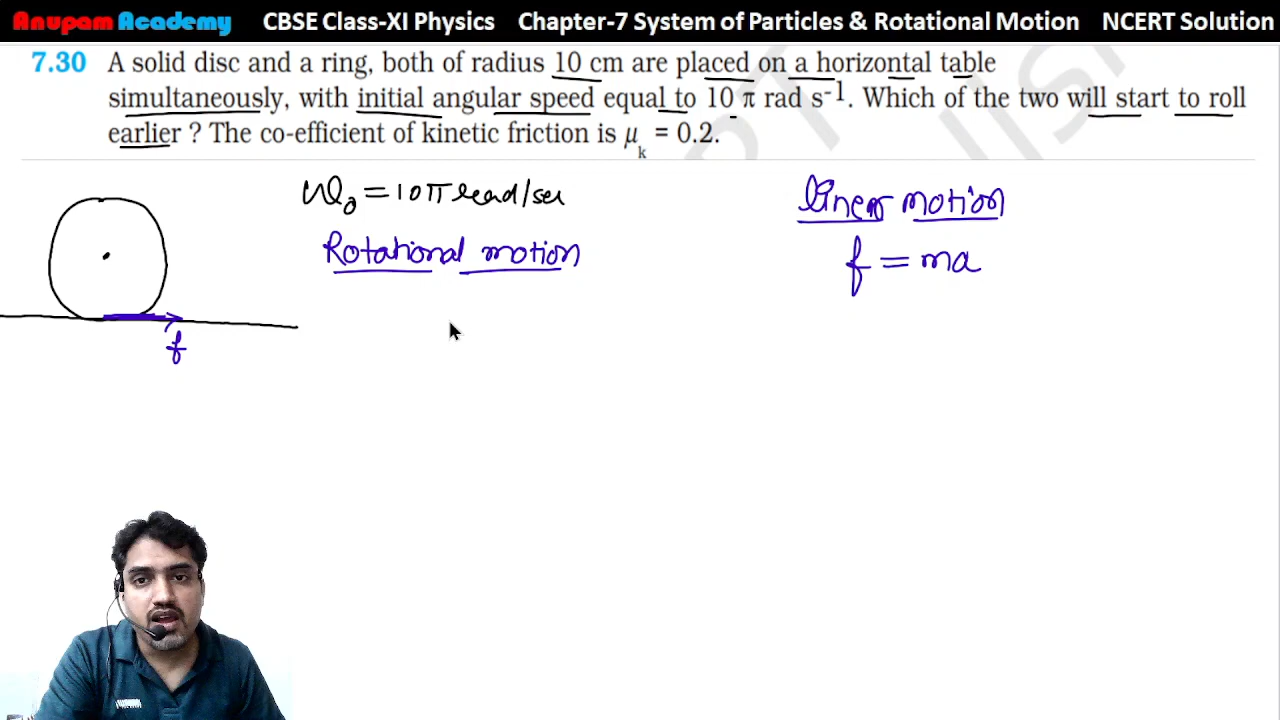 Anupam Academy CBSE Class-XI Physics Chapter-7 System of Particles & Rotational Motion NCERT Solution
7.30 A solid disc and a ring, both of radius 10 cm are placed on a horizontal table
simultaneously, with initial angular speed equal to 10 π rad s⁻¹. Which of the two will start to roll
earlier ? The co-efficient of kinetic friction is μₖ = 0.2.
ω₀ = 10π rad/sec
Rotational motion
linear motion
f = ma
f